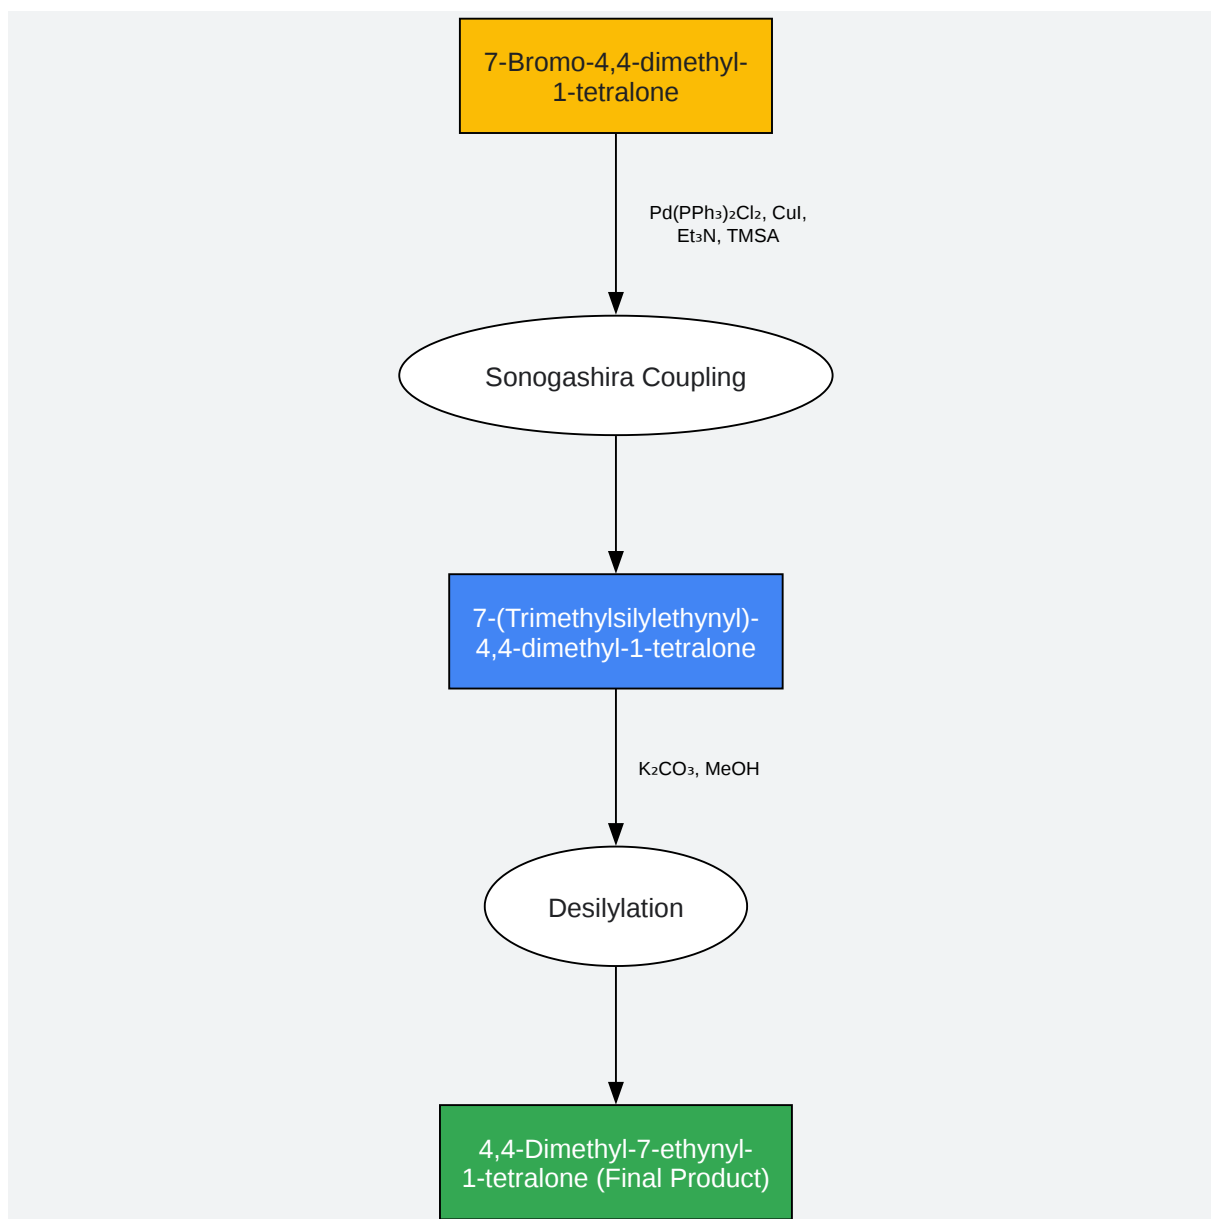 7-Bromo-4,4-dimethyl-
1-tetralone
Pd(PPh₃)₂Cl₂, CuI,
Et₃N, TMSA
Sonogashira Coupling
7-(Trimethylsilylethynyl)-
4,4-dimethyl-1-tetralone
K₂CO₃, MeOH
Desilylation
4,4-Dimethyl-7-ethynyl-
1-tetralone (Final Product)